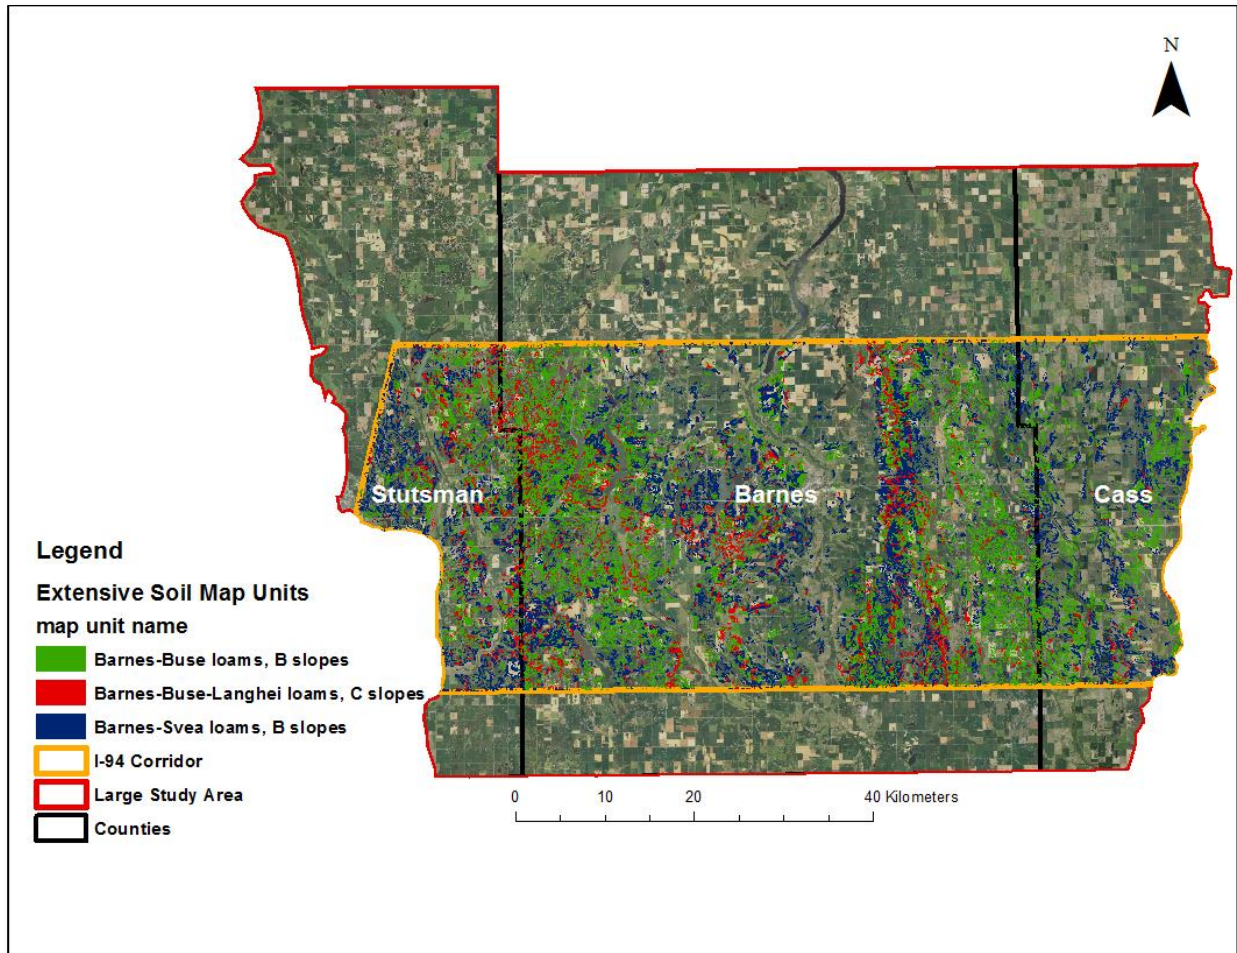 N
Stutsman
Barnes
Cass
Legend
Extensive Soil Map Units
map unit name
Barnes-Buse loams, B slopes
Barnes-Buse-Langhei loams, C slopes
Barnes-Svea loams, B slopes
I-94 Corridor
Large Study Area
Counties
0 10 20 40 Kilometers